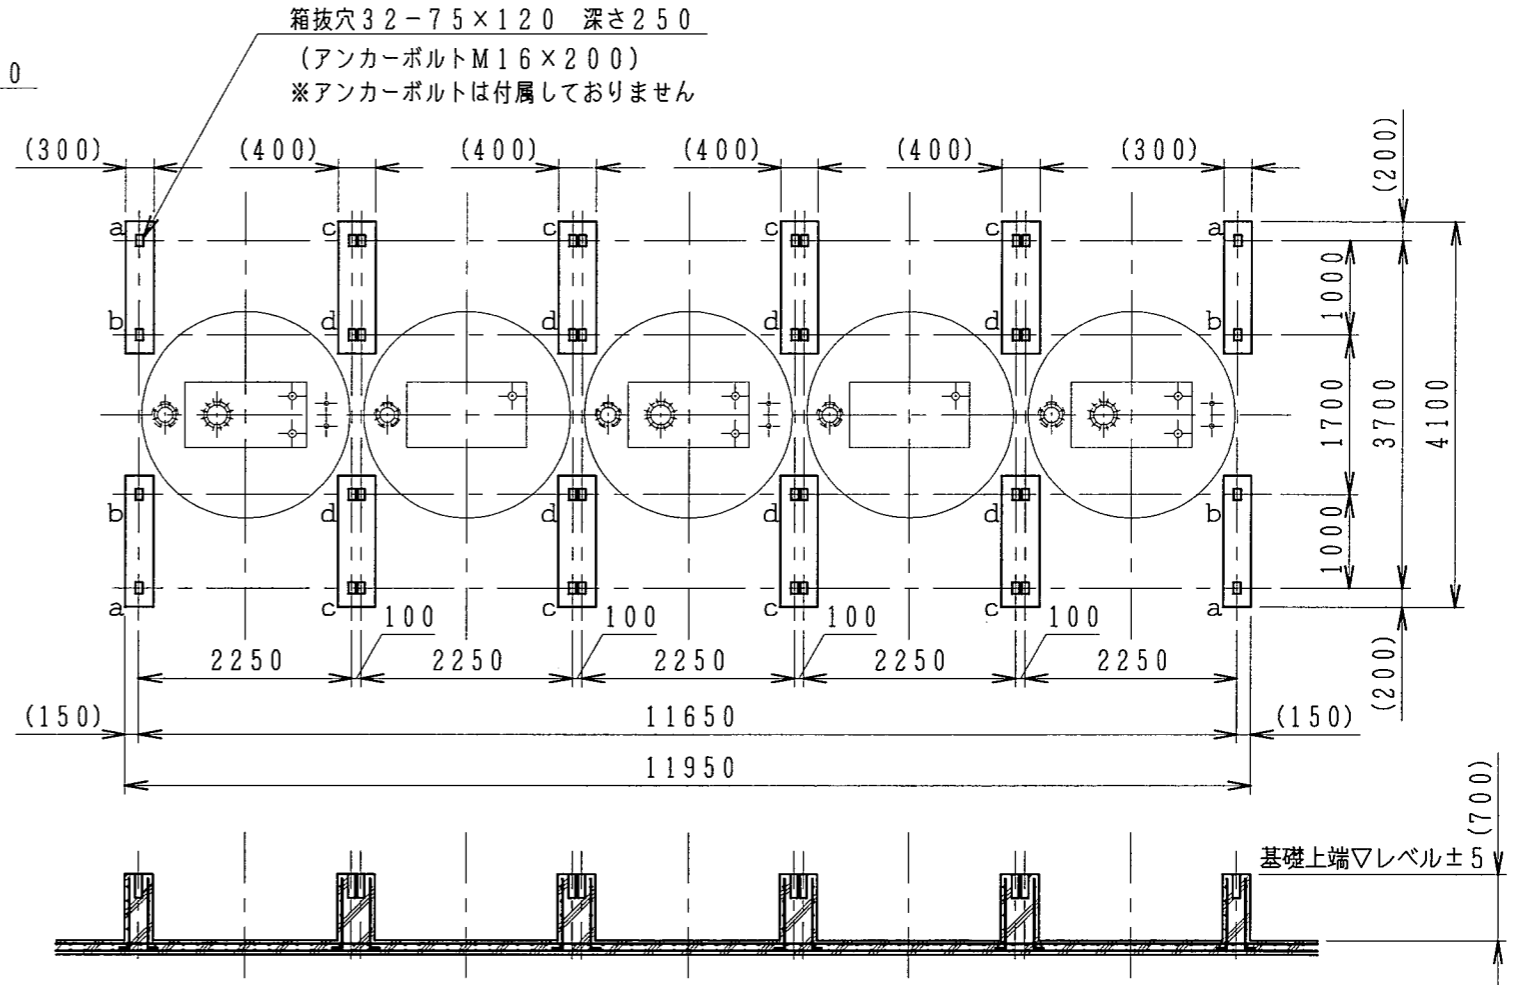 箱抜穴32-75×120 深さ250
(アンカーボルトM16×200)
※アンカーボルトは付属しておりません
0
(300) (400) (400) (400) (400) (300) (200)
a c c c c a
1000
b d d d d b
1700 3700 4100
b d d d d b
1000
a c c c c a
100 100 100 100
2250 2250 2250 2250 2250 (200)
(150) 11650 (150)
11950
(700)
基礎上端▽レベル±5